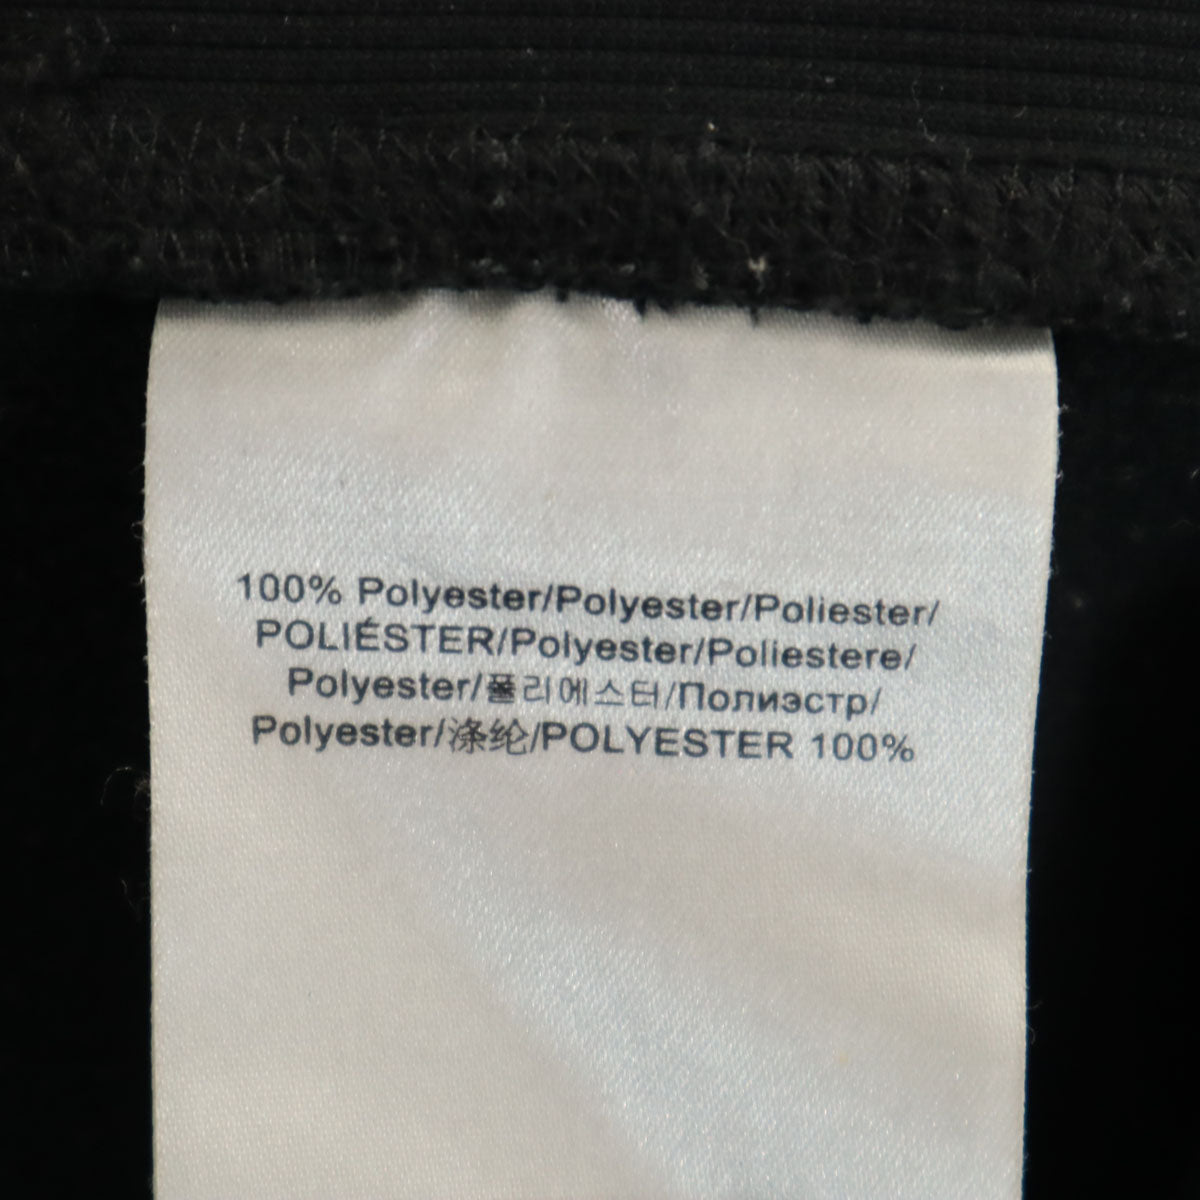 100% Polyester/Polyester/Poliester/
POLIÉSTER/Polyester/Poliestere/
Polyester/폴리에스터/Полиэстр/
Polyester/涤纶/POLYESTER 100%